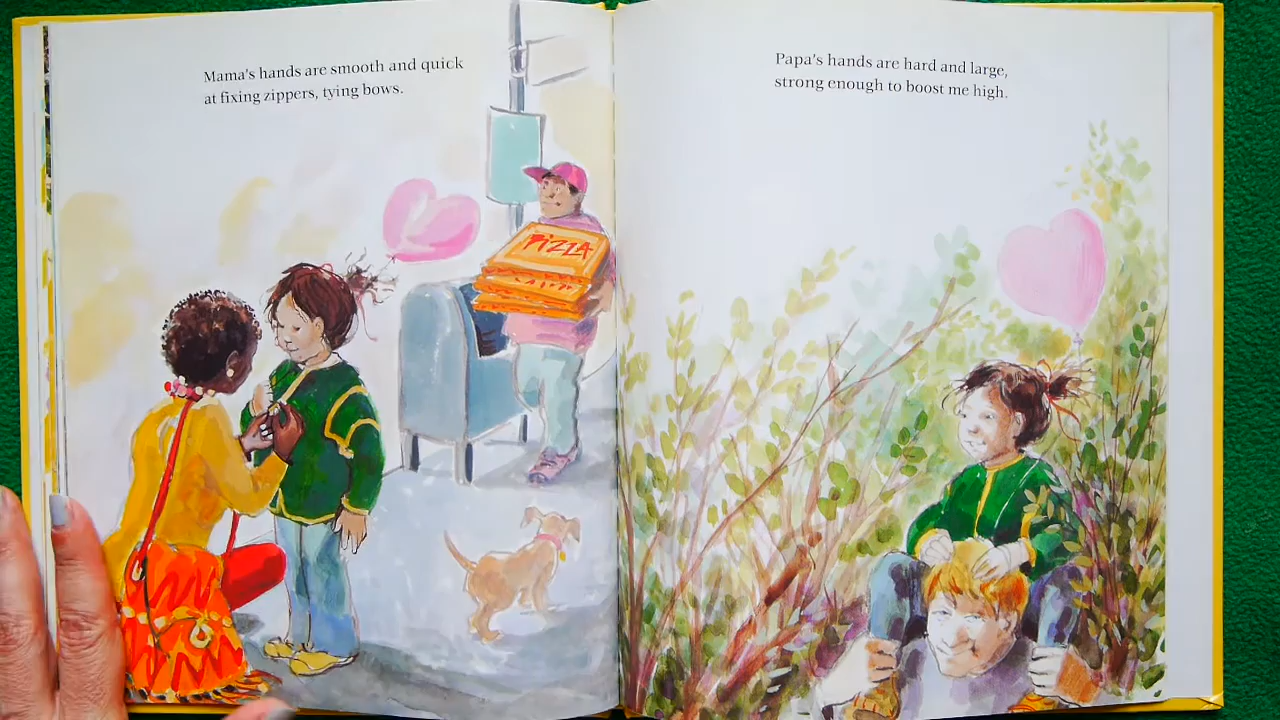 Mama's hands are smooth and quick
at fixing zippers, tying bows.
PIZZA
Papa's hands are hard and large,
strong enough to boost me high.